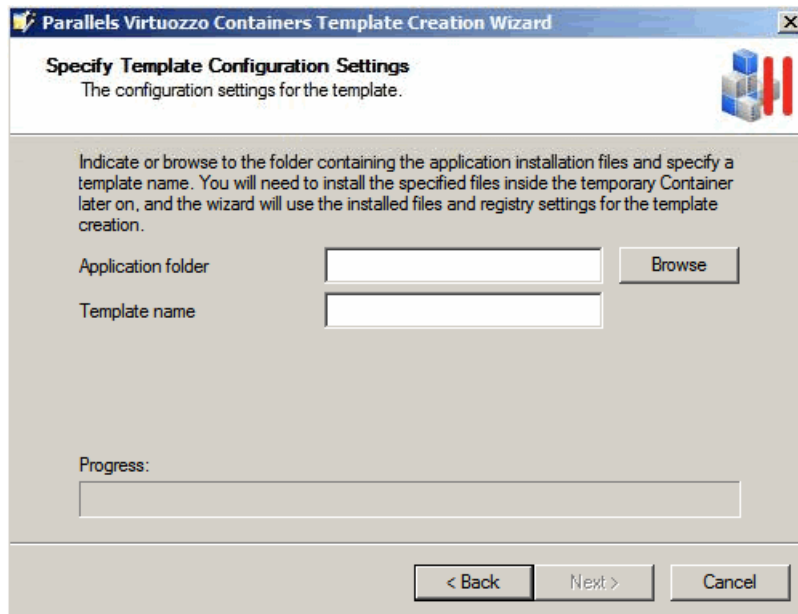 Parallels Virtuozzo Containers Template Creation Wizard
Specify Template Configuration Settings
The configuration settings for the template.
Indicate or browse to the folder containing the application installation files and specify a
template name. You will need to install the specified files inside the temporary Container
later on, and the wizard will use the installed files and registry settings for the template
creation.
Application folder
Browse
Template name
Progress:
< Back
Next >
Cancel